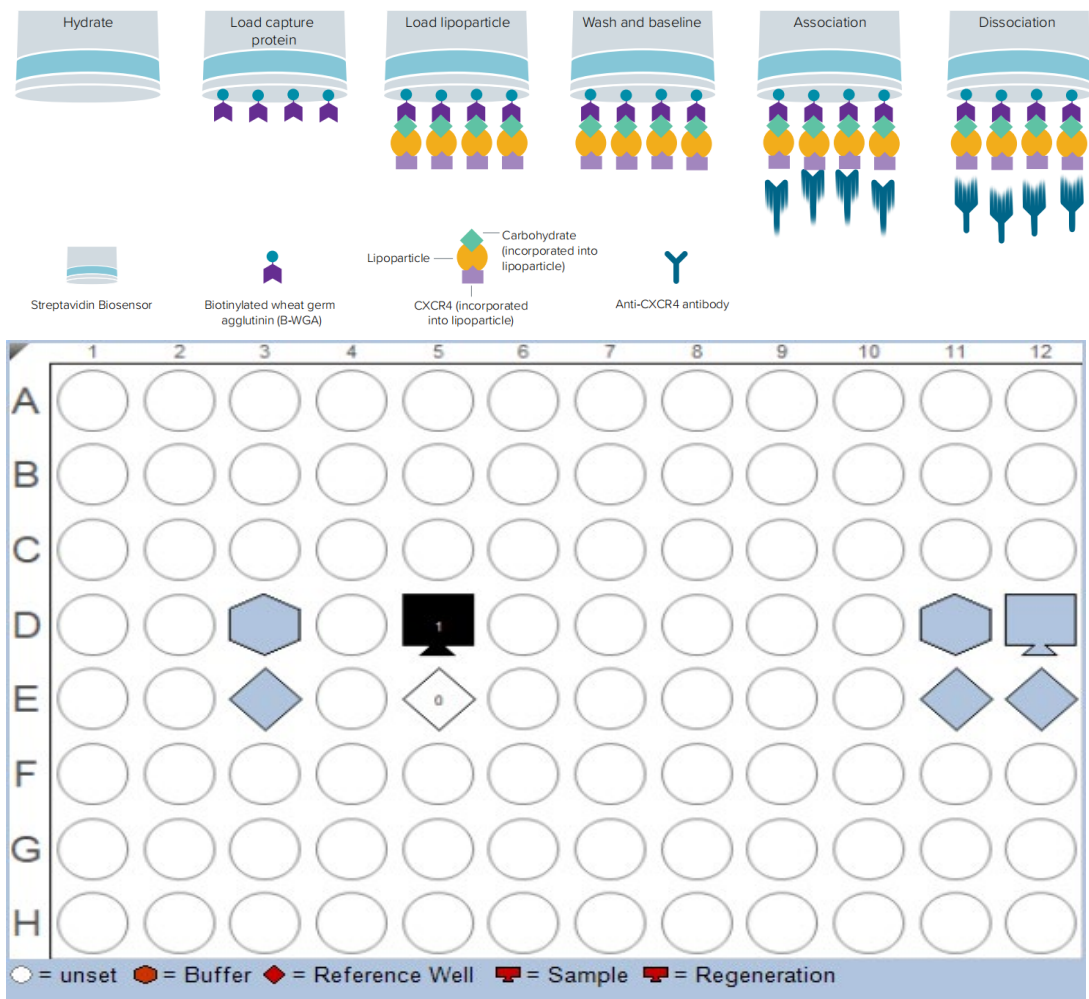 Hydrate
Load capture
protein
Load lipoparticle
Wash and baseline
Association
Dissociation
Streptavidin Biosensor
Biotinylated wheat germ
agglutinin (B-WGA)
Lipoparticle
Carbohydrate
(incorporated into
lipoparticle)
CXCR4 (incorporated
into lipoparticle)
Anti-CXCR4 antibody
1 2 3 4 5 6 7 8 9 10 11 12
A
B
C
D 1
E 0
F
G
H
= unset = Buffer = Reference Well = Sample = Regeneration